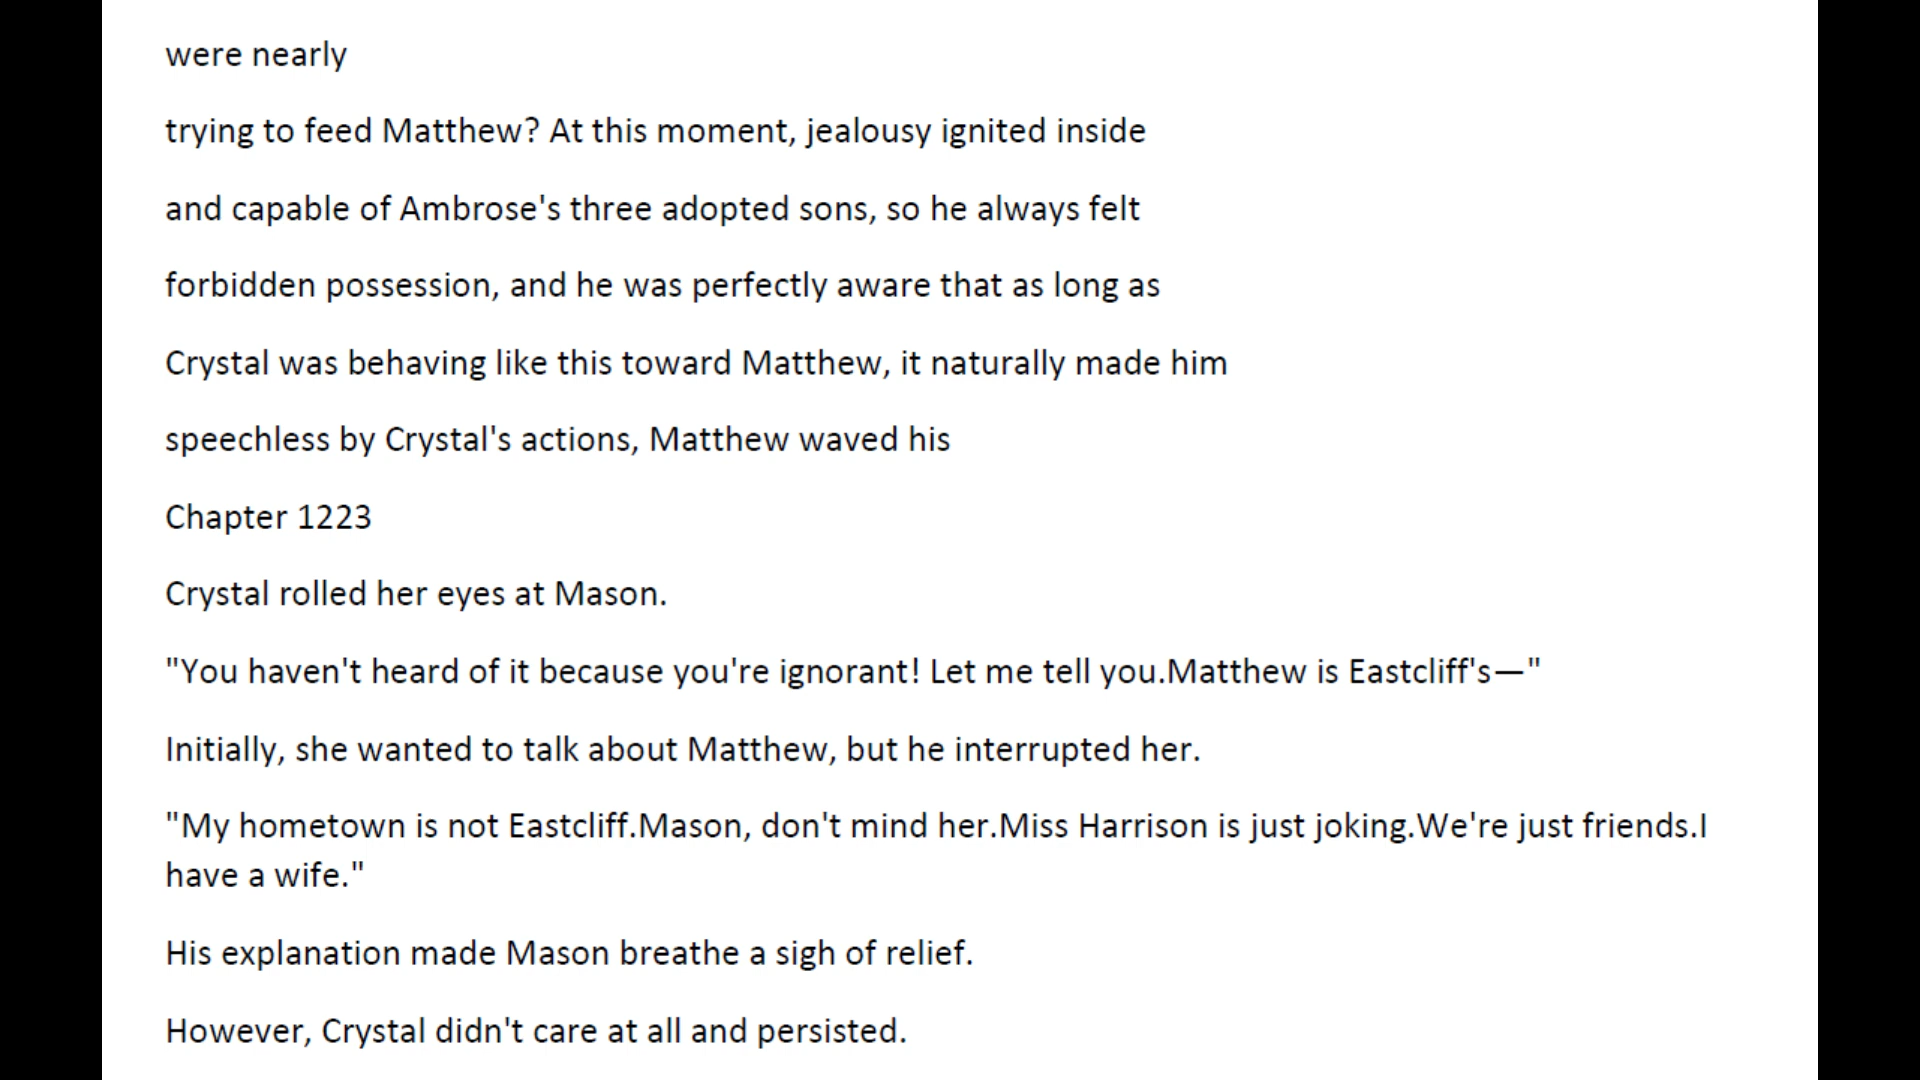 were nearly
trying to feed Matthew? At this moment, jealousy ignited inside
and capable of Ambrose's three adopted sons, so he always felt
forbidden possession, and he was perfectly aware that as long as
Crystal was behaving like this toward Matthew, it naturally made him
speechless by Crystal's actions, Matthew waved his
Chapter 1223
Crystal rolled her eyes at Mason.
"You haven't heard of it because you're ignorant! Let me tell you.Matthew is Eastcliff's—"
Initially, she wanted to talk about Matthew, but he interrupted her.
"My hometown is not Eastcliff.Mason, don't mind her.Miss Harrison is just joking.We're just friends.I
have a wife."
His explanation made Mason breathe a sigh of relief.
However, Crystal didn't care at all and persisted.